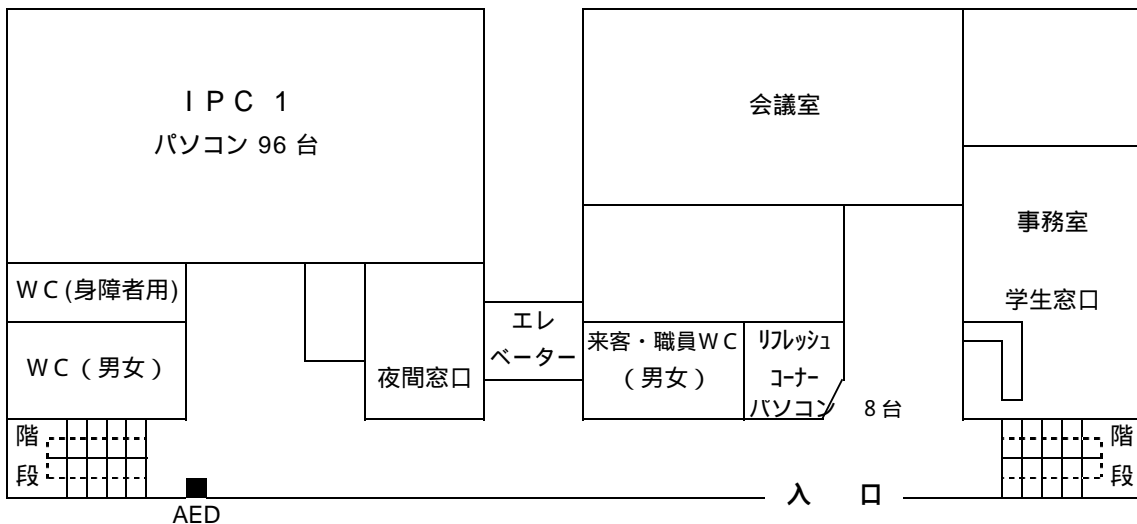 ＩＰＣ １
パソコン 96 台
会議室
事務室
学生窓口
ＷＣ(身障者用)
ＷＣ（男女）
夜間窓口
エレ
ベーター
来客・職員ＷＣ
（男女）
ﾘﾌﾚｯｼｭ
ｺｰﾅｰ
パソコン　8台
階
段
階
段
入　口
AED